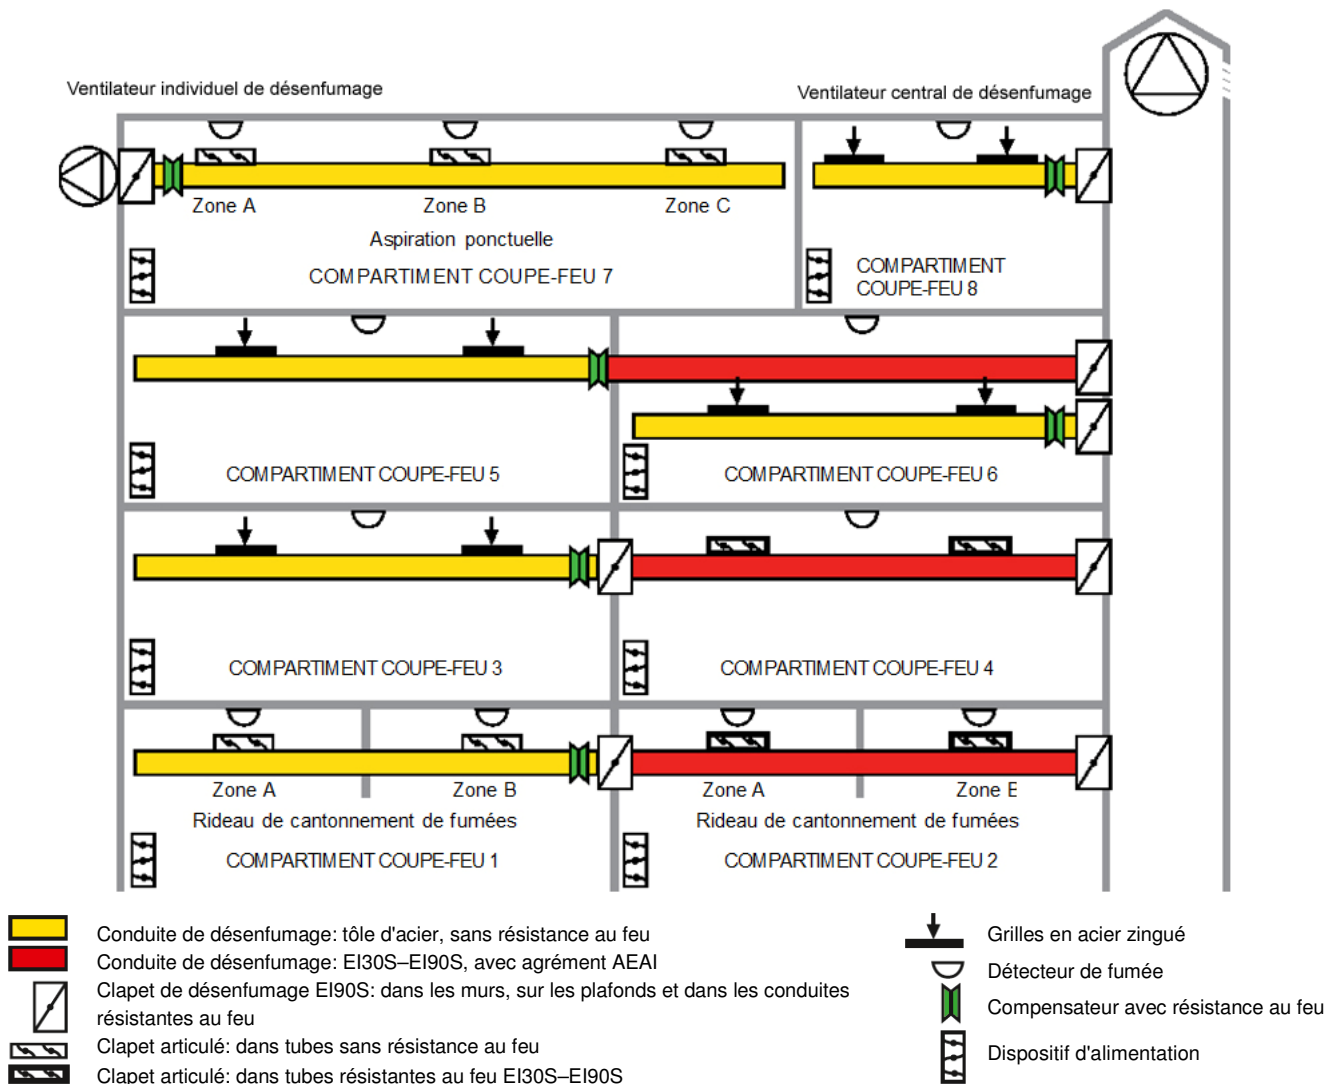 Ventilateur individuel de désenfumage
Ventilateur central de désenfumage
Zone A
Zone B
Zone C
Aspiration ponctuelle
COMPARTIMENT COUPE-FEU 7
COMPARTIMENT
COUPE-FEU 8
COMPARTIMENT COUPE-FEU 5
COMPARTIMENT COUPE-FEU 6
COMPARTIMENT COUPE-FEU 3
COMPARTIMENT COUPE-FEU 4
Zone A
Zone B
Zone A
Zone E
Rideau de cantonnement de fumées
Rideau de cantonnement de fumées
COMPARTIMENT COUPE-FEU 1
COMPARTIMENT COUPE-FEU 2
Conduite de désenfumage: tôle d'acier, sans résistance au feu
Conduite de désenfumage: EI30S–EI90S, avec agrément AEAI
Clapet de désenfumage EI90S: dans les murs, sur les plafonds et dans les conduites
résistantes au feu
Clapet articulé: dans tubes sans résistance au feu
Clapet articulé: dans tubes résistantes au feu EI30S–EI90S
Grilles en acier zingué
Détecteur de fumée
Compensateur avec résistance au feu
Dispositif d'alimentation